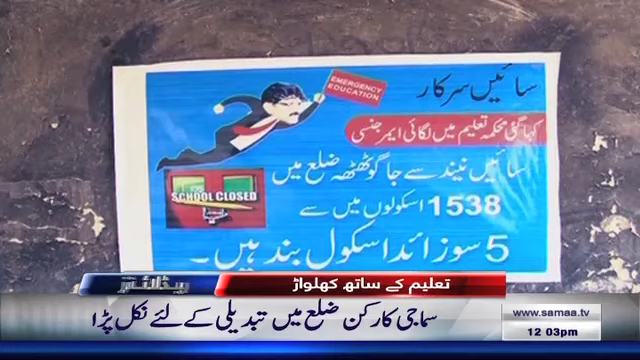 سائیں سرکار
EMERGENCY
EDUCATION
کہاں گئی محکمہ تعلیم میں لگائی ایمرجنسی
سائیں نیند سے جاگو ٹھٹھہ ضلع میں
1538 اسکولوں میں سے
5 سوزائد اسکول بند ہیں۔
SCHOOL CLOSED
تعلیم کے ساتھ کھلواڑ
ہیڈلائنز
سماجی کارکن ضلع میں تبدیلی کے لئے نکل پڑا
www.samaa.tv
12 03pm